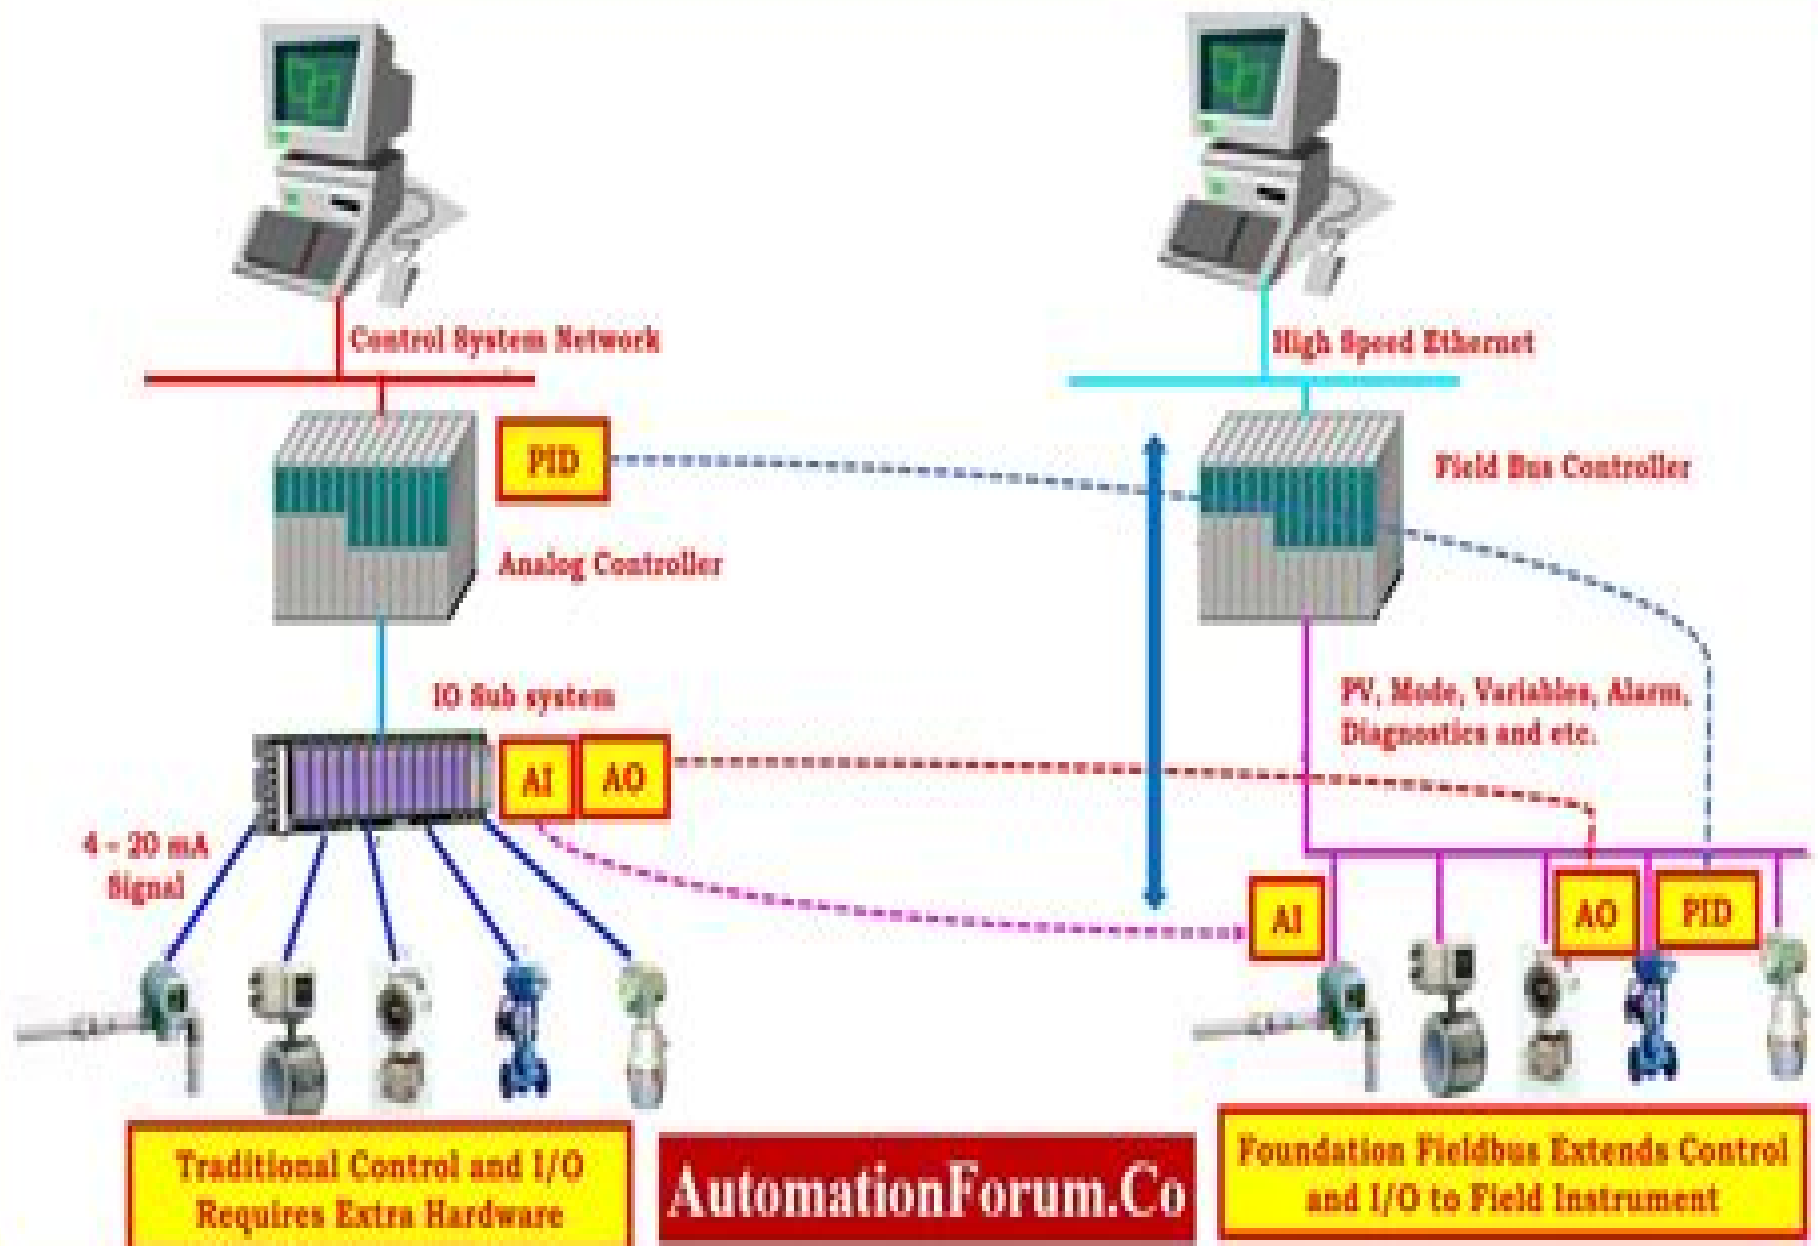 Control System Network
High Speed Ethernet
PID
Field Bus Controller
Analog Controller
IO Sub system
PV, Mode, Variables, Alarm,
Diagnostics and etc.
AI
AO
4 - 20 mA
Signal
AI
AO
PID
Traditional Control and I/O
Requires Extra Hardware
AutomationForum.Co
Foundation Fieldbus Extends Control
and I/O to Field Instrument